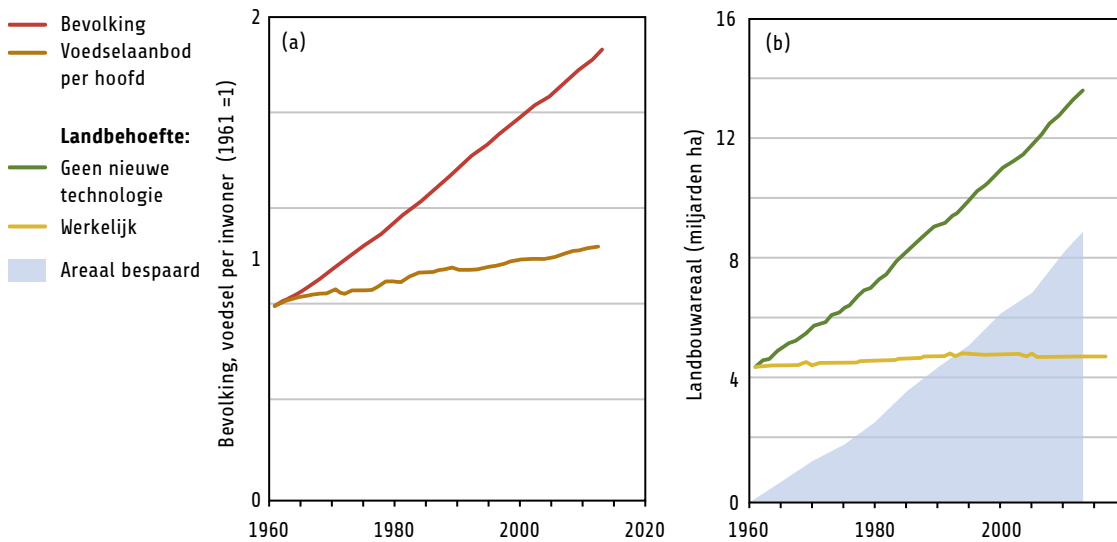 Bevolking
Voedselaanbod
per hoofd
Landbehoefte:
Geen nieuwe
technologie
Werkelijk
Areaal bespaard
(a)
Bevolking, voedsel per inwoner (1961 =1)
2
1
0
1960 1980 2000 2020
(b)
Landbouwareaal (miljarden ha)
16
12
8
4
0
1960 1980 2000